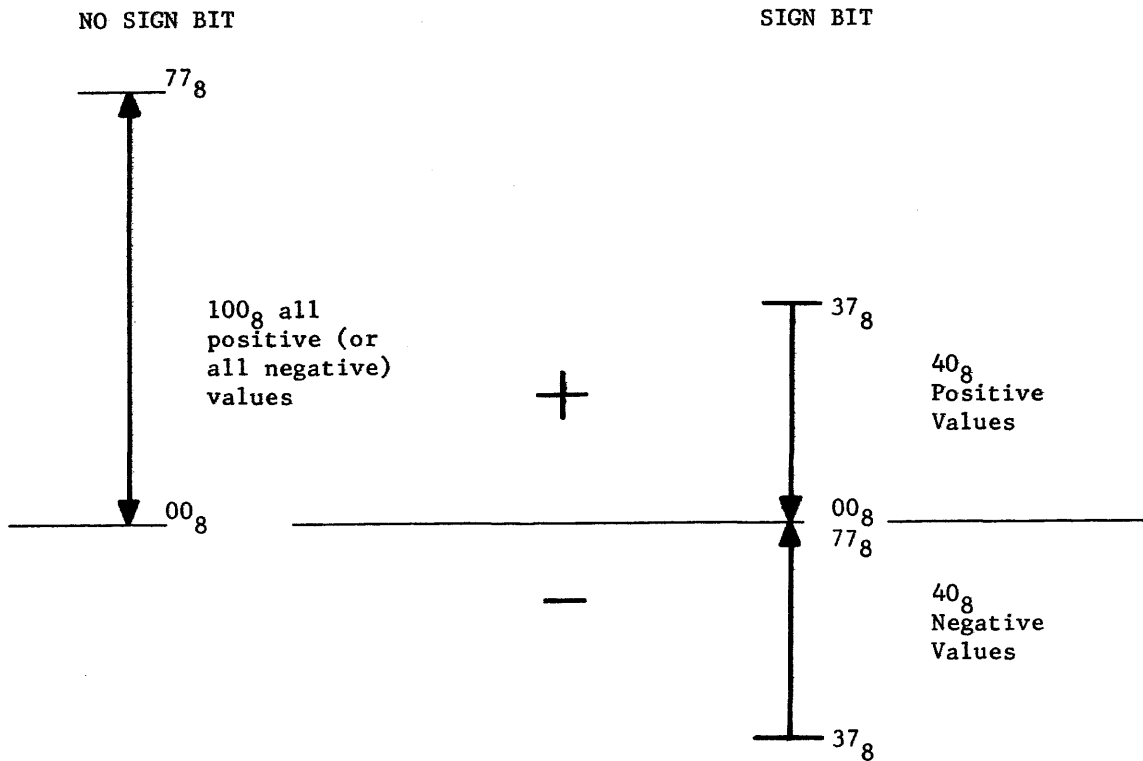 NO SIGN BIT
SIGN BIT
77₈
100₈ all
positive (or
all negative)
values
00₈
+
−
37₈
40₈
Positive
Values
00₈
77₈
40₈
Negative
Values
37₈